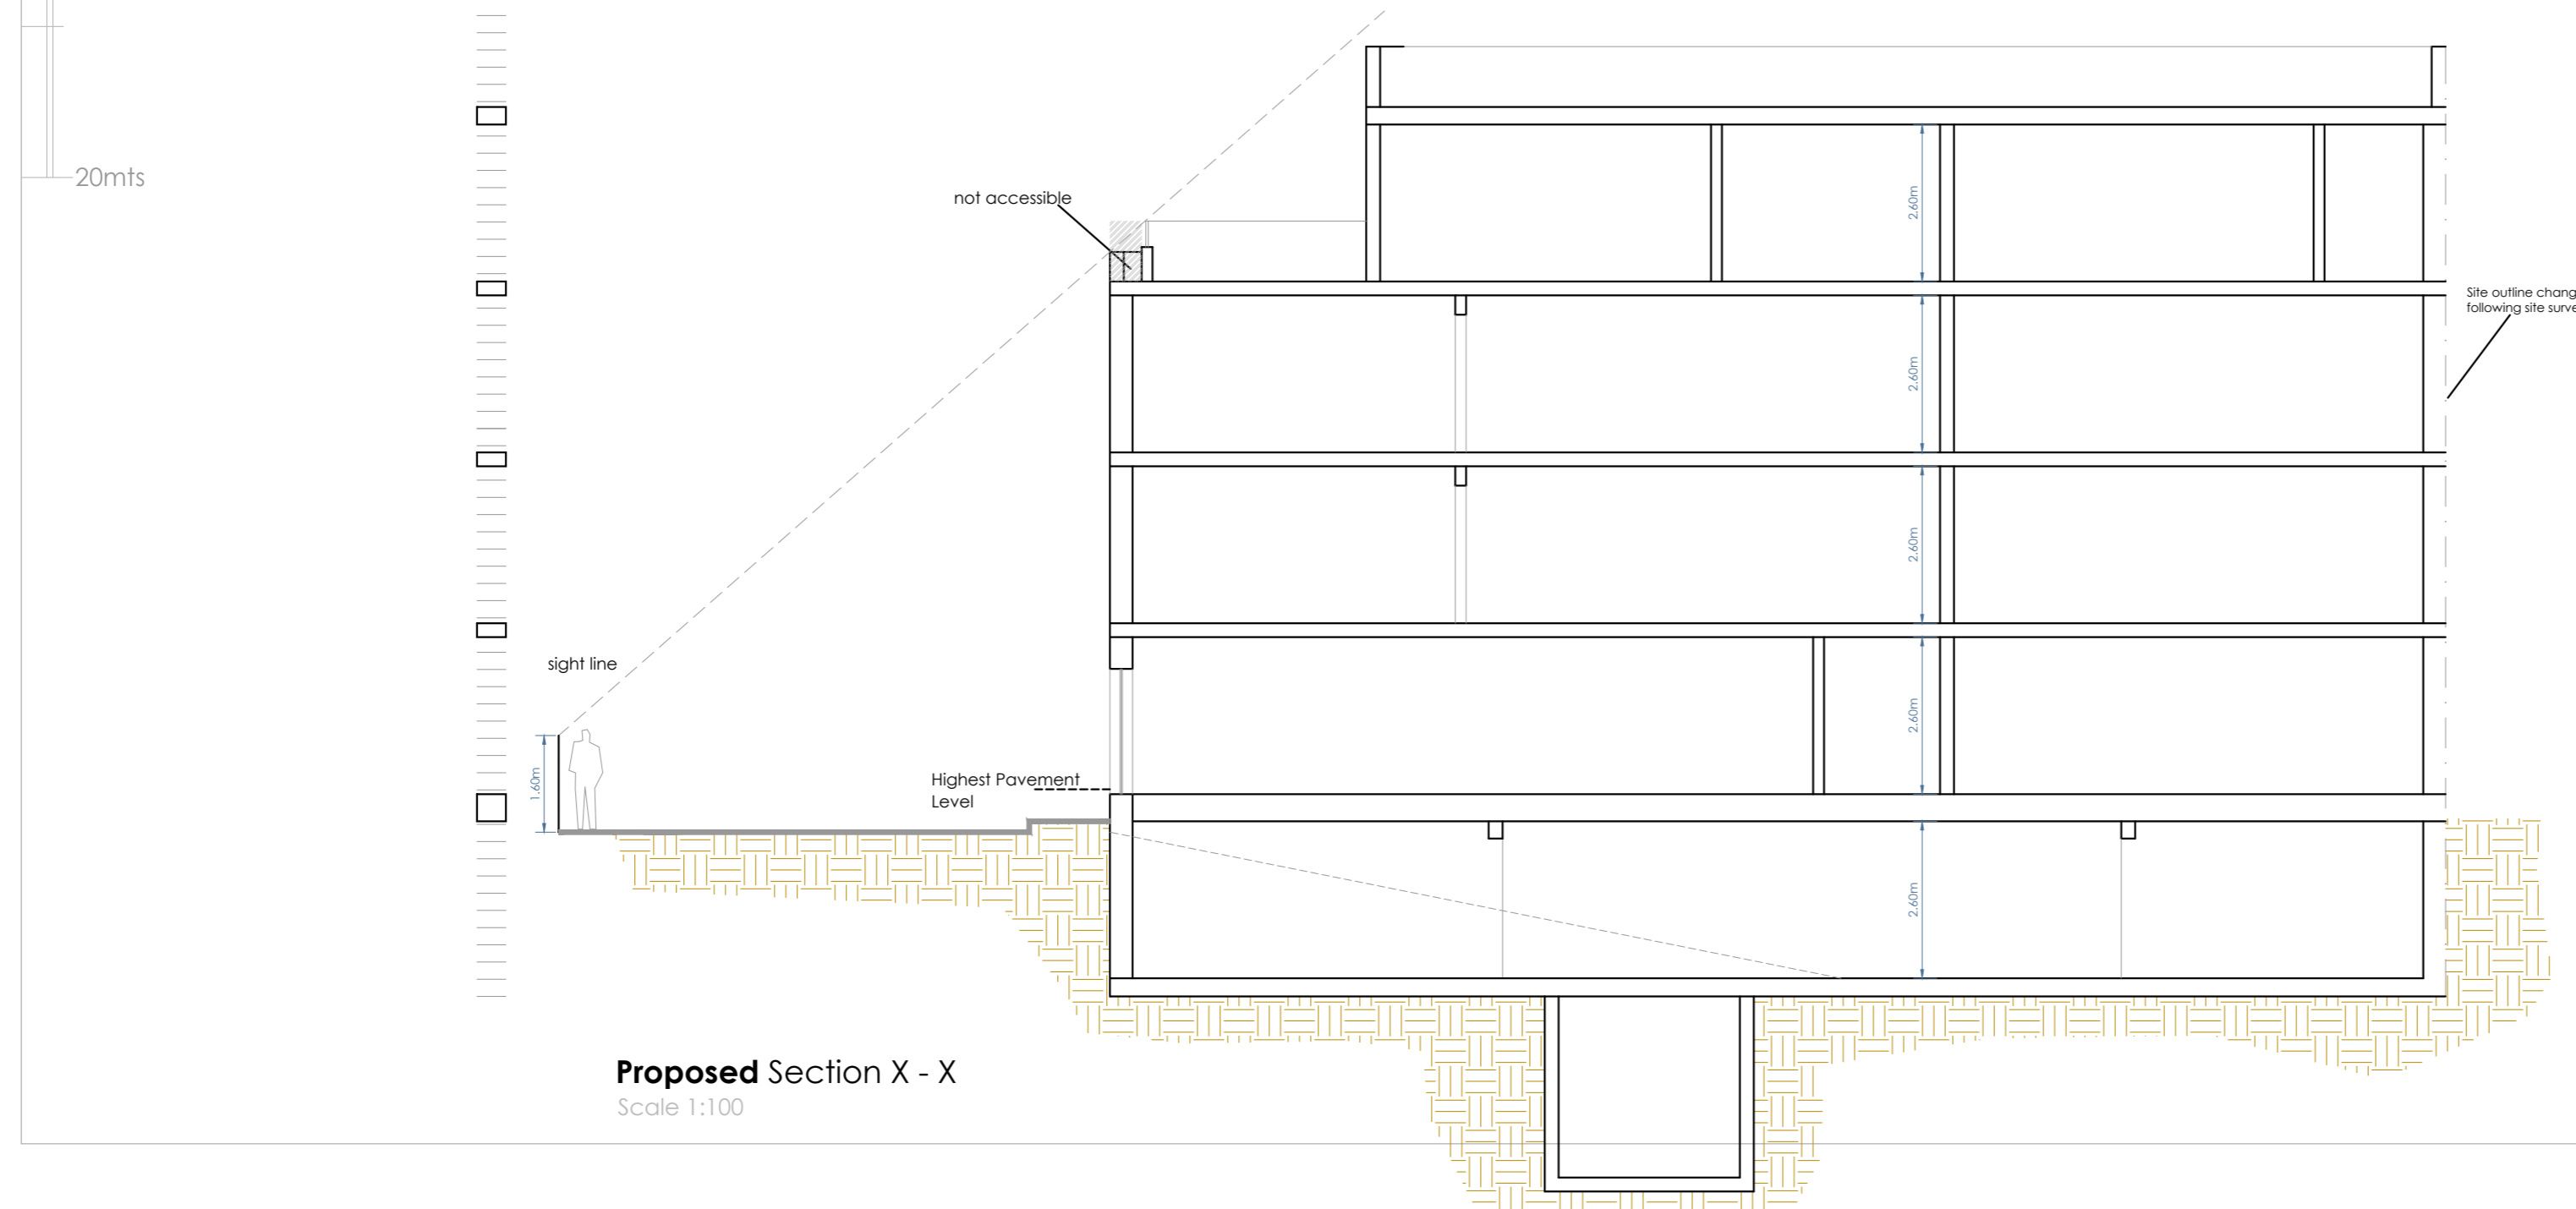 20mts
not accessible
2.60m
Site outline chang
following site surve
2.60m
2.60m
sight line
2.60m
1.60m
Highest Pavement
Level
2.60m
Proposed Section X - X
Scale 1:100